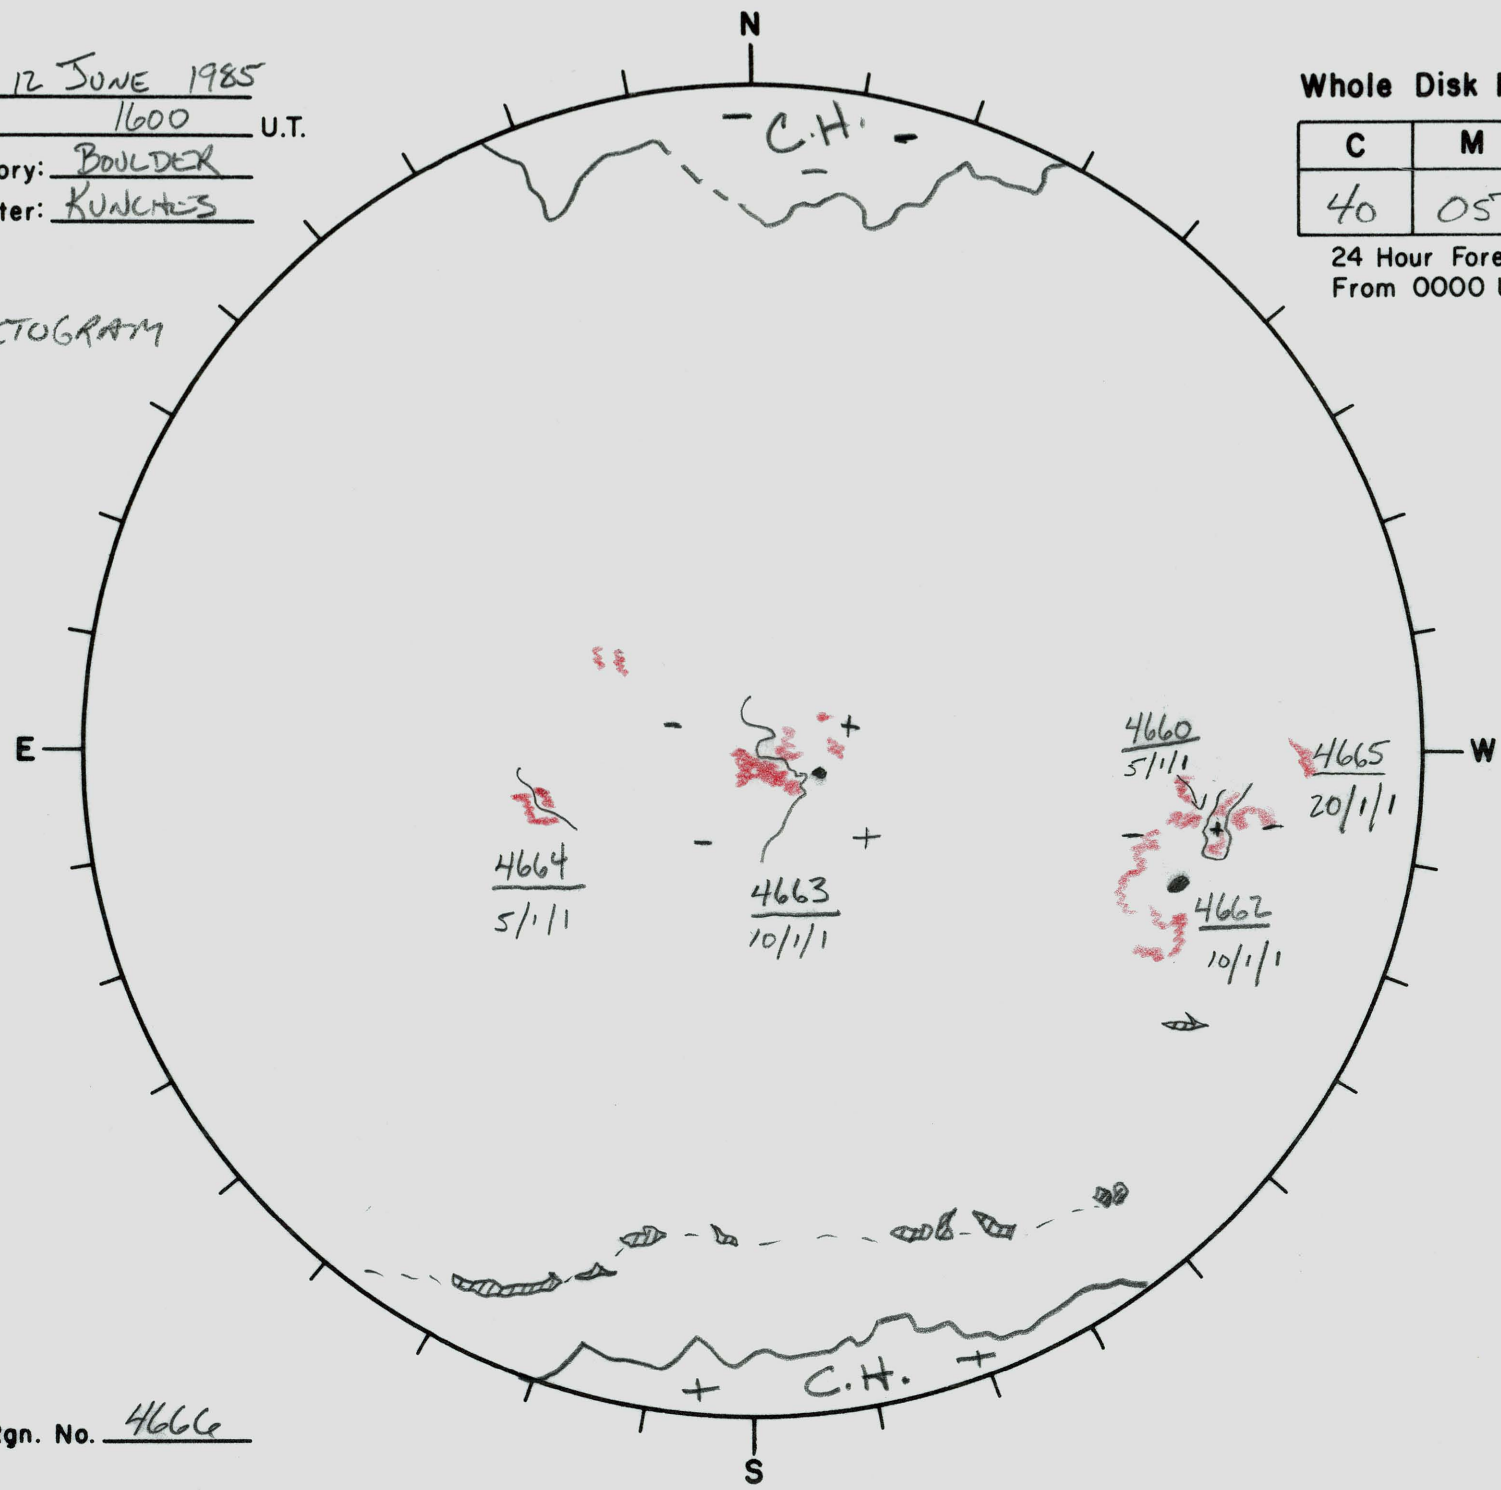 N
12 JUNE 1985
1600 U.T.
ory: BOULDER
ter: KUNCHES
CTOGRAM
Whole Disk
C M
40 05
24 Hour Fore
From 0000 U
- C.H. -
-
E
W
- +
4660
5/1/1
4665
20/1/1
+
- -
4664
5/1/1
- +
4663
10/1/1
4662
10/1/1
+ C.H. +
gn. No. 4666
S